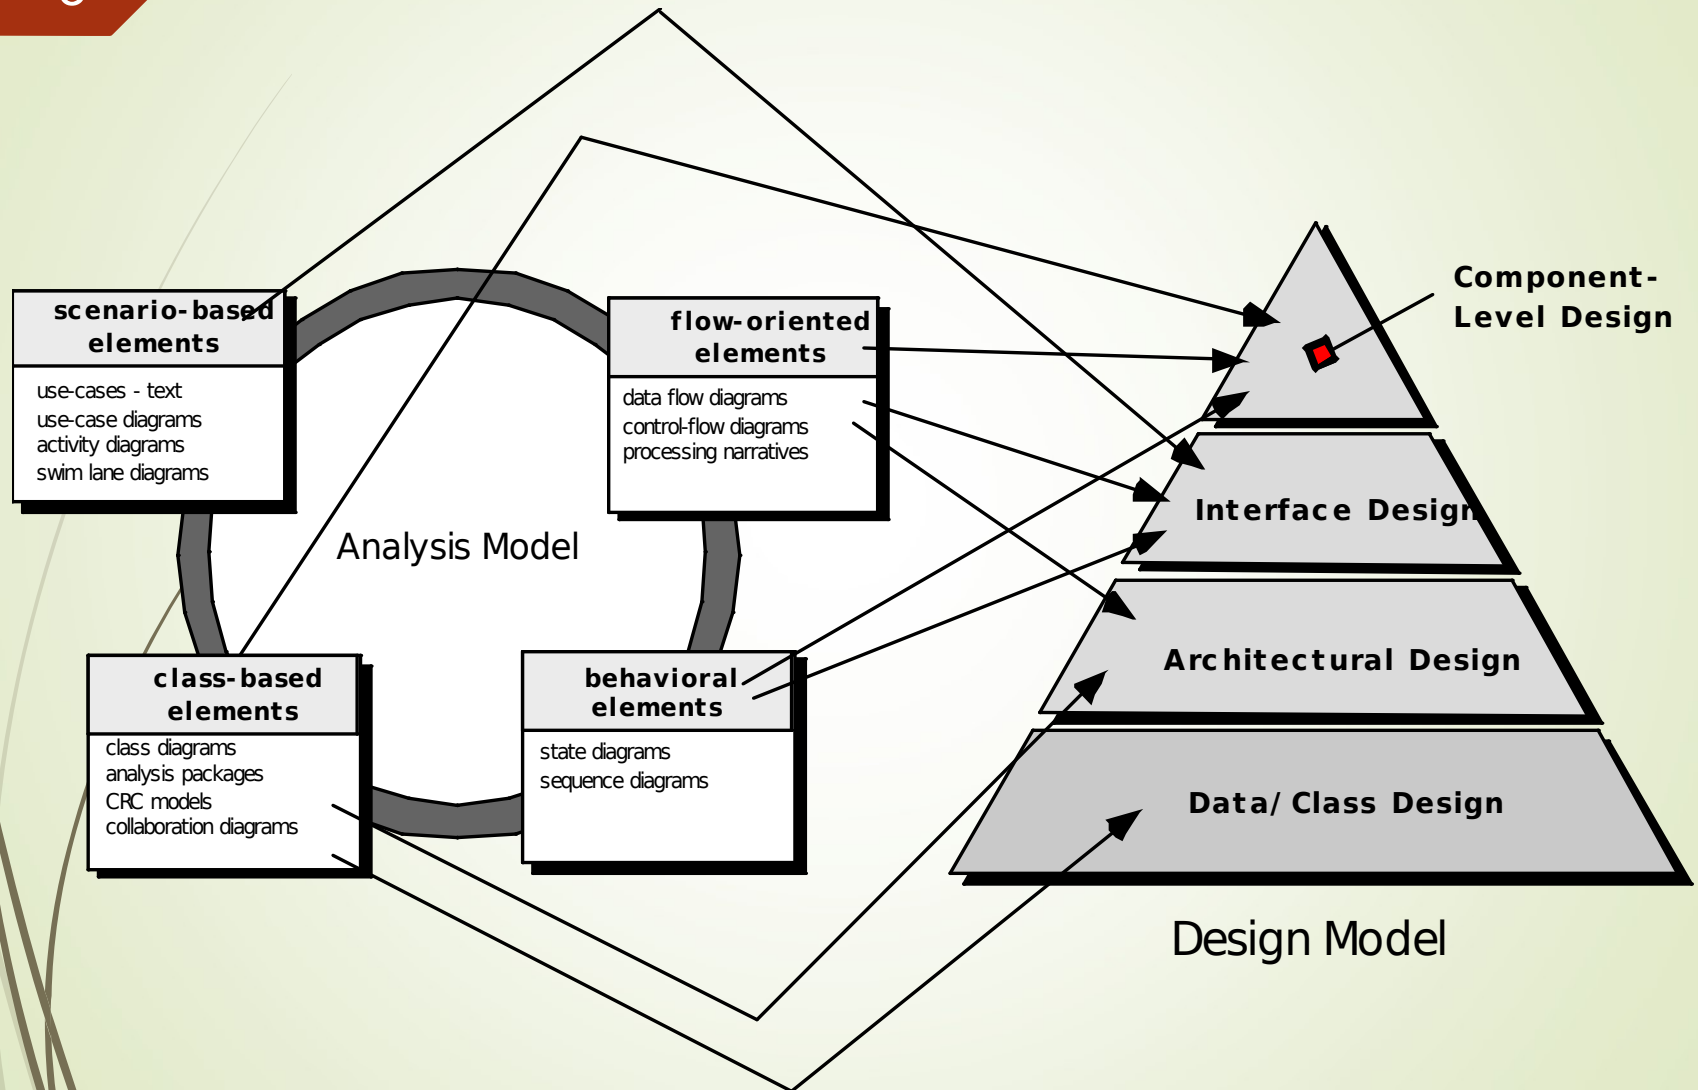 scenario-based
elements
use-cases - text
use-case diagrams
activity diagrams
swim lane diagrams
flow-oriented
elements
data flow diagrams
control-flow diagrams
processing narratives
Analysis Model
class-based
elements
class diagrams
analysis packages
CRC models
collaboration diagrams
behavioral
elements
state diagrams
sequence diagrams
Component-
Level Design
Interface Design
Architectural Design
Data/ Class Design
Design Model